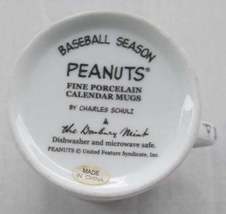 BASEBALL SEASON
PEANUTS®
FINE PORCELAIN
CALENDAR MUGS
BY CHARLES SCHULZ
&
the Danbury Mint
Dishwasher and microwave safe.
PEANUTS © United Feature Syndicate, Inc.
MADE
IN CHINA